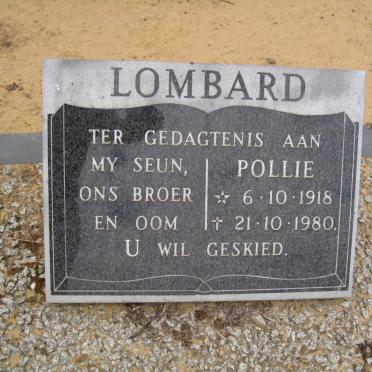 LOMBARD
TER GEDAGTENIS AAN
MY SEUN,
ONS BROER
EN OOM
POLLIE
☆ 6·10·1918
† 21·10·1980.
U WIL GESKIED.